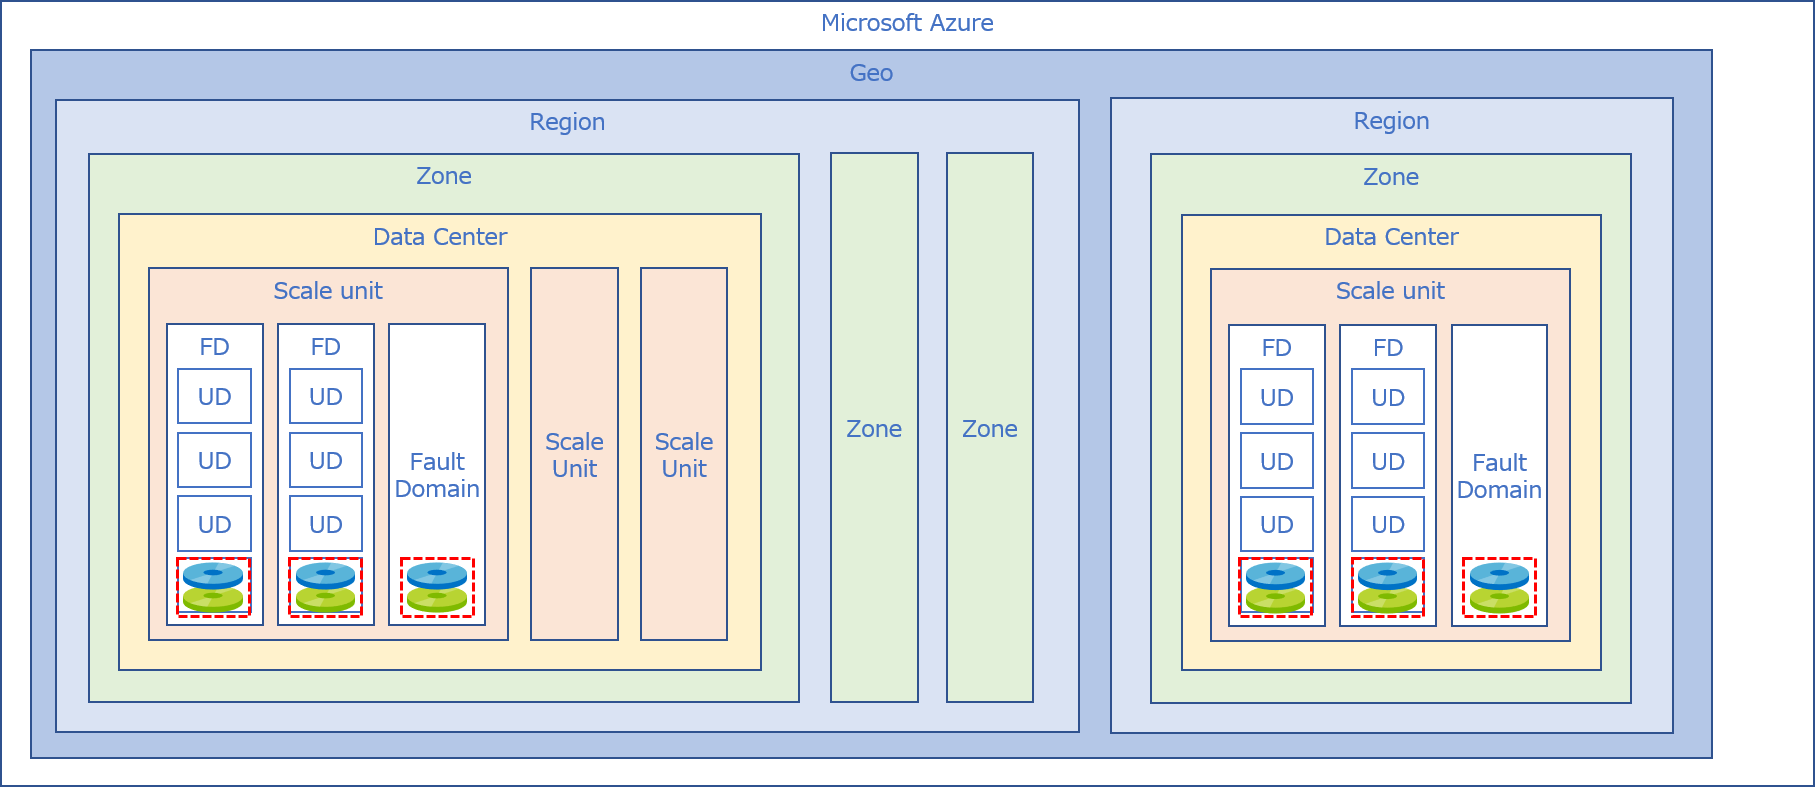 Microsoft Azure
Geo
Region
Zone
Data Center
Scale unit
FD
UD
UD
UD
FD
UD
UD
UD
Fault
Domain
Scale
Unit
Scale
Unit
Zone
Zone
Region
Zone
Data Center
Scale unit
FD
UD
UD
UD
FD
UD
UD
UD
Fault
Domain